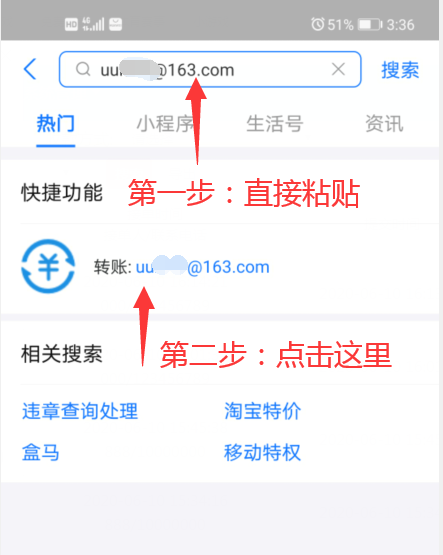 HD 4G 51% 3:36
uu @163.com 搜索
热门 小程序 生活号 资讯
第一步：直接粘贴
快捷功能
¥
转账: uu @163.com
第二步：点击这里
相关搜索
违章查询处理 淘宝特价
盒马 移动特权